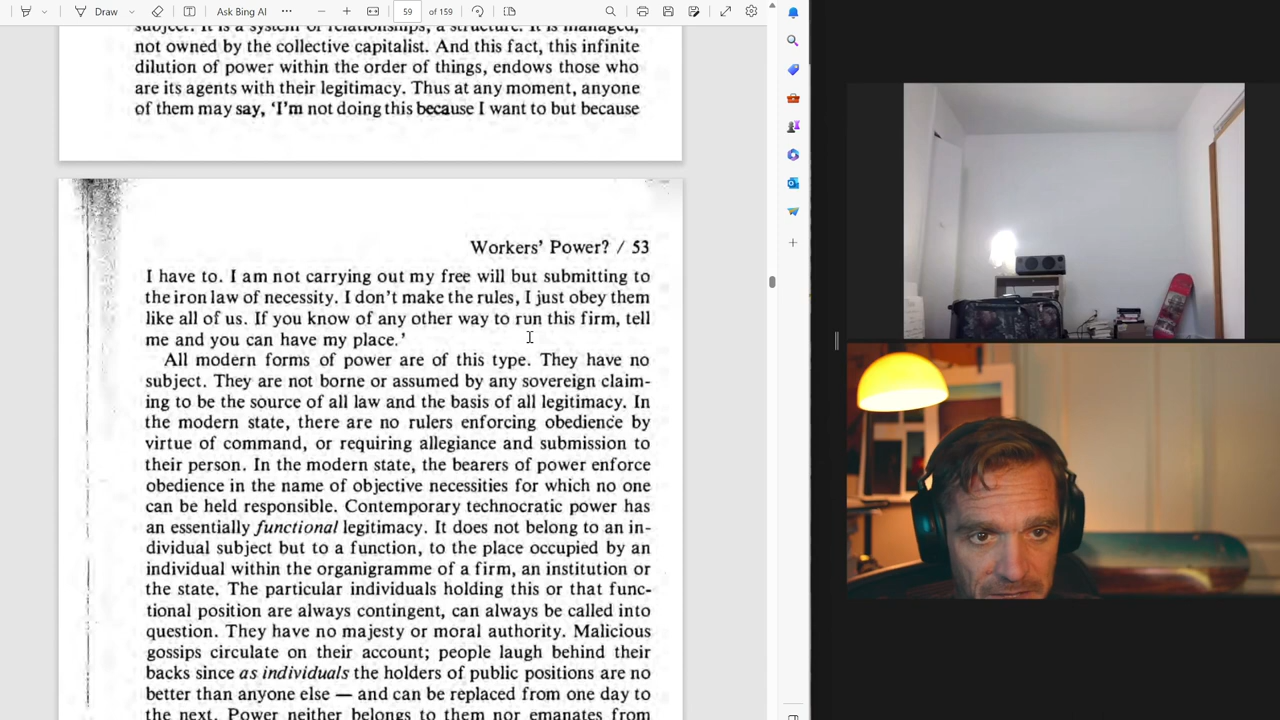 Draw
Ask Bing AI
59 of 159
subject. It is a system of relationships, a structure. It is managed,
not owned by the collective capitalist. And this fact, this infinite
dilution of power within the order of things, endows those who
are its agents with their legitimacy. Thus at any moment, anyone
of them may say, 'I'm not doing this because I want to but because
Workers' Power? / 53
I have to. I am not carrying out my free will but submitting to
the iron law of necessity. I don't make the rules, I just obey them
like all of us. If you know of any other way to run this firm, tell
me and you can have my place.'
All modern forms of power are of this type. They have no
subject. They are not borne or assumed by any sovereign claim-
ing to be the source of all law and the basis of all legitimacy. In
the modern state, there are no rulers enforcing obedience by
virtue of command, or requiring allegiance and submission to
their person. In the modern state, the bearers of power enforce
obedience in the name of objective necessities for which no one
can be held responsible. Contemporary technocratic power has
an essentially functional legitimacy. It does not belong to an in-
dividual subject but to a function, to the place occupied by an
individual within the organigramme of a firm, an institution or
the state. The particular individuals holding this or that func-
tional position are always contingent, can always be called into
question. They have no majesty or moral authority. Malicious
gossips circulate on their account; people laugh behind their
backs since as individuals the holders of public positions are no
better than anyone else — and can be replaced from one day to
the next. Power neither belongs to them nor emanates from